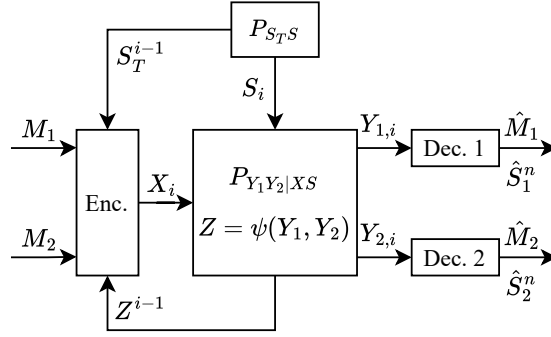 P_{S_T S}
S_T^{i-1}
S_i
M_1
M_2
Enc.
X_i
P_{Y_1 Y_2|XS}
Z = ψ(Y_1, Y_2)
Y_{1,i}
Y_{2,i}
Dec. 1
Dec. 2
\hat{M}_1
\hat{S}_1^n
\hat{M}_2
\hat{S}_2^n
Z^{i-1}